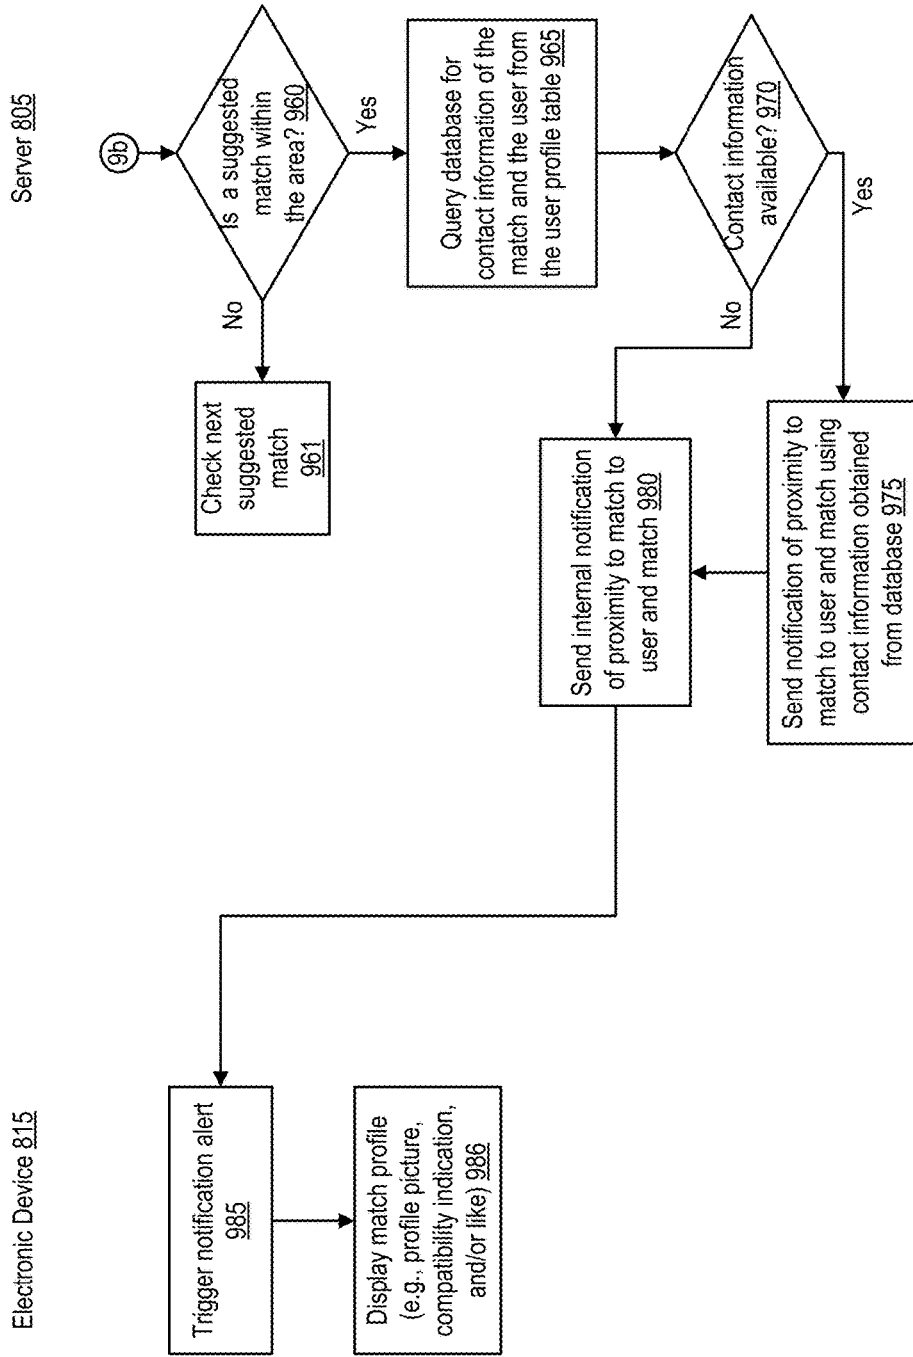 Electronic Device 815
Server 805
9b
Is a suggested
match within
the area? 960
No
Yes
Check next
suggested
match
961
Query database for
contact information of the
match and the user from
the user profile table 965
Contact information
available? 970
No
Yes
Send internal notification
of proximity to match to
user and match 980
Send notification of proximity to
match to user and match using
contact information obtained
from database 975
Trigger notification alert
985
Display match profile
(e.g., profile picture,
compatibility indication,
and/or like) 986